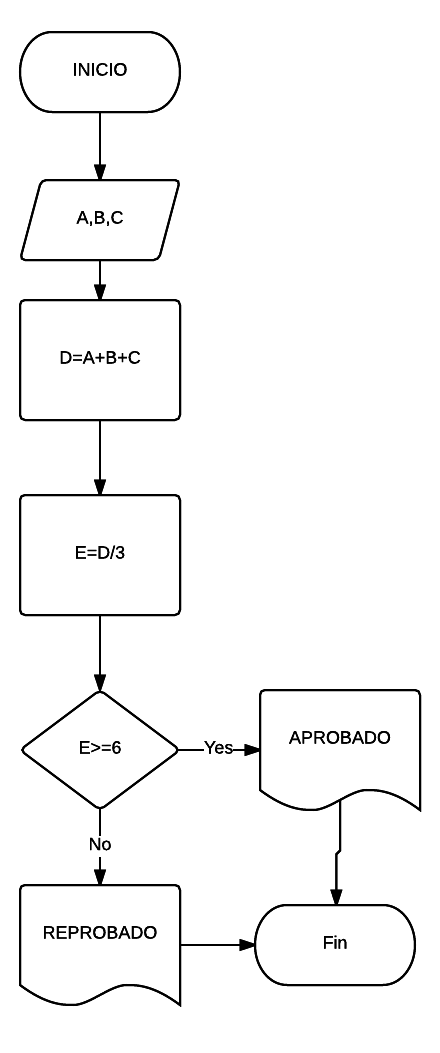 INICIO
A,B,C
D=A+B+C
E=D/3
E>=6
Yes
APROBADO
No
REPROBADO
Fin